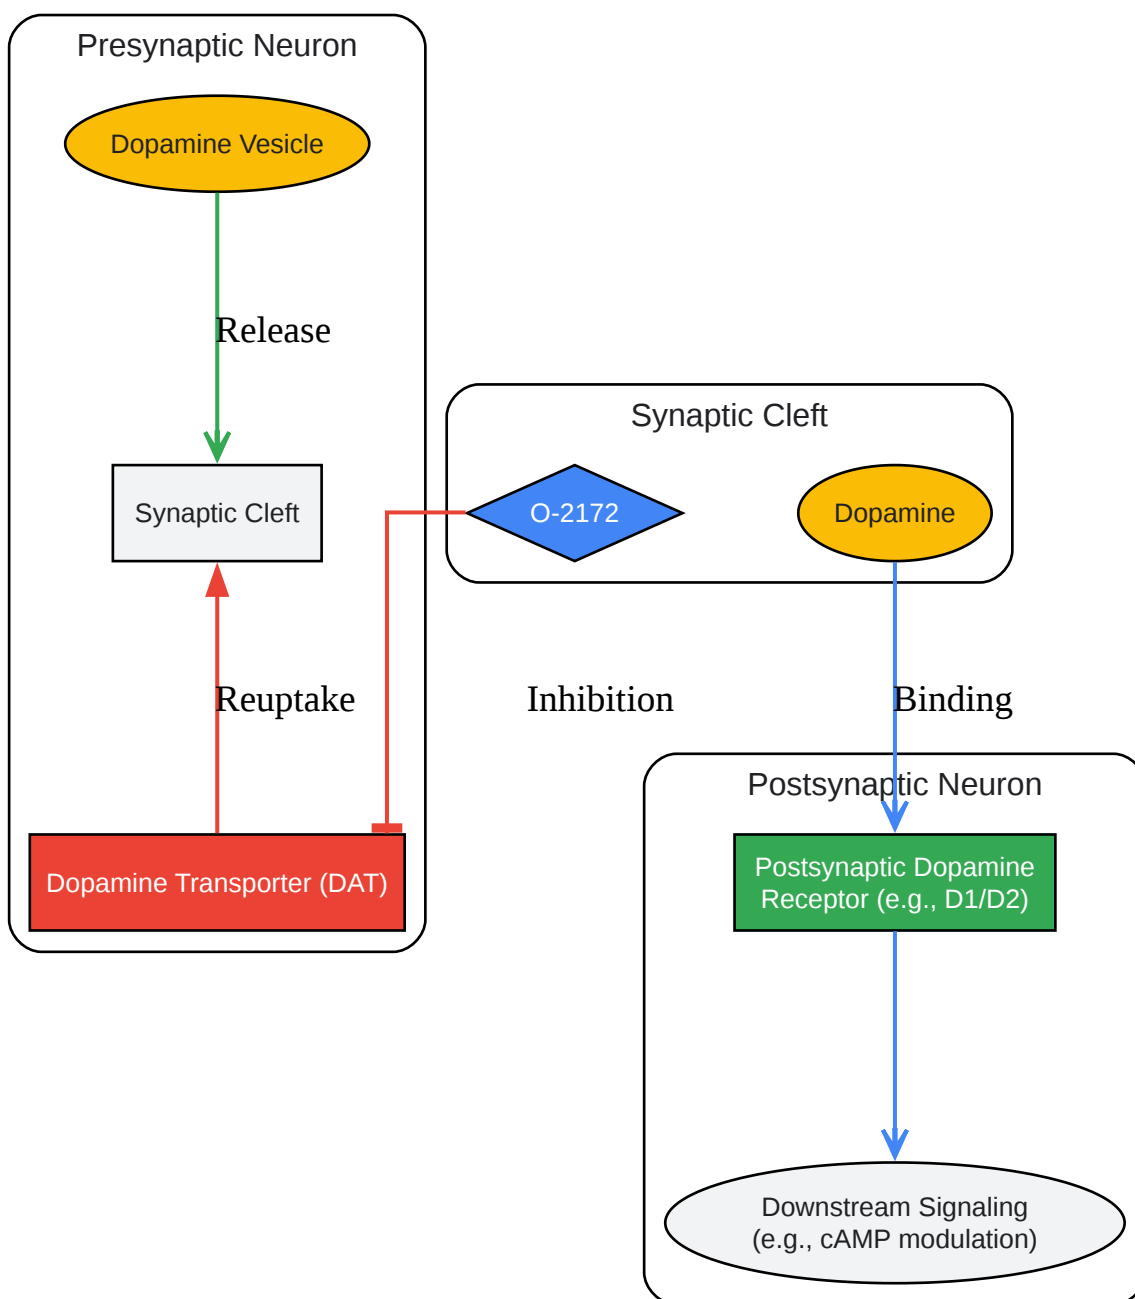 Presynaptic Neuron
Dopamine Vesicle
Release
Synaptic Cleft
Synaptic Cleft
O-2172
Dopamine
Reuptake
Inhibition
Binding
Postsynaptic Neuron
Dopamine Transporter (DAT)
Postsynaptic Dopamine
Receptor (e.g., D1/D2)
Downstream Signaling
(e.g., cAMP modulation)